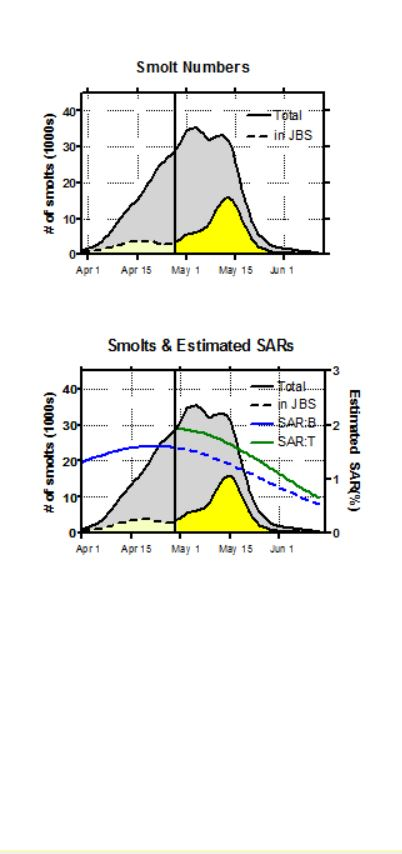 Smolt Numbers
# of smolts (1000s)
40
30
20
10
0
Total
in JBS
Apr 1 Apr 15 May 1 May 15 Jun 1
Smolts & Estimated SARs
# of smolts (1000s)
40
30
20
10
0
Total
in JBS
SAR:B
SAR:T
3
2
1
0
Estimated SAR(%)
Apr 1 Apr 15 May 1 May 15 Jun 1